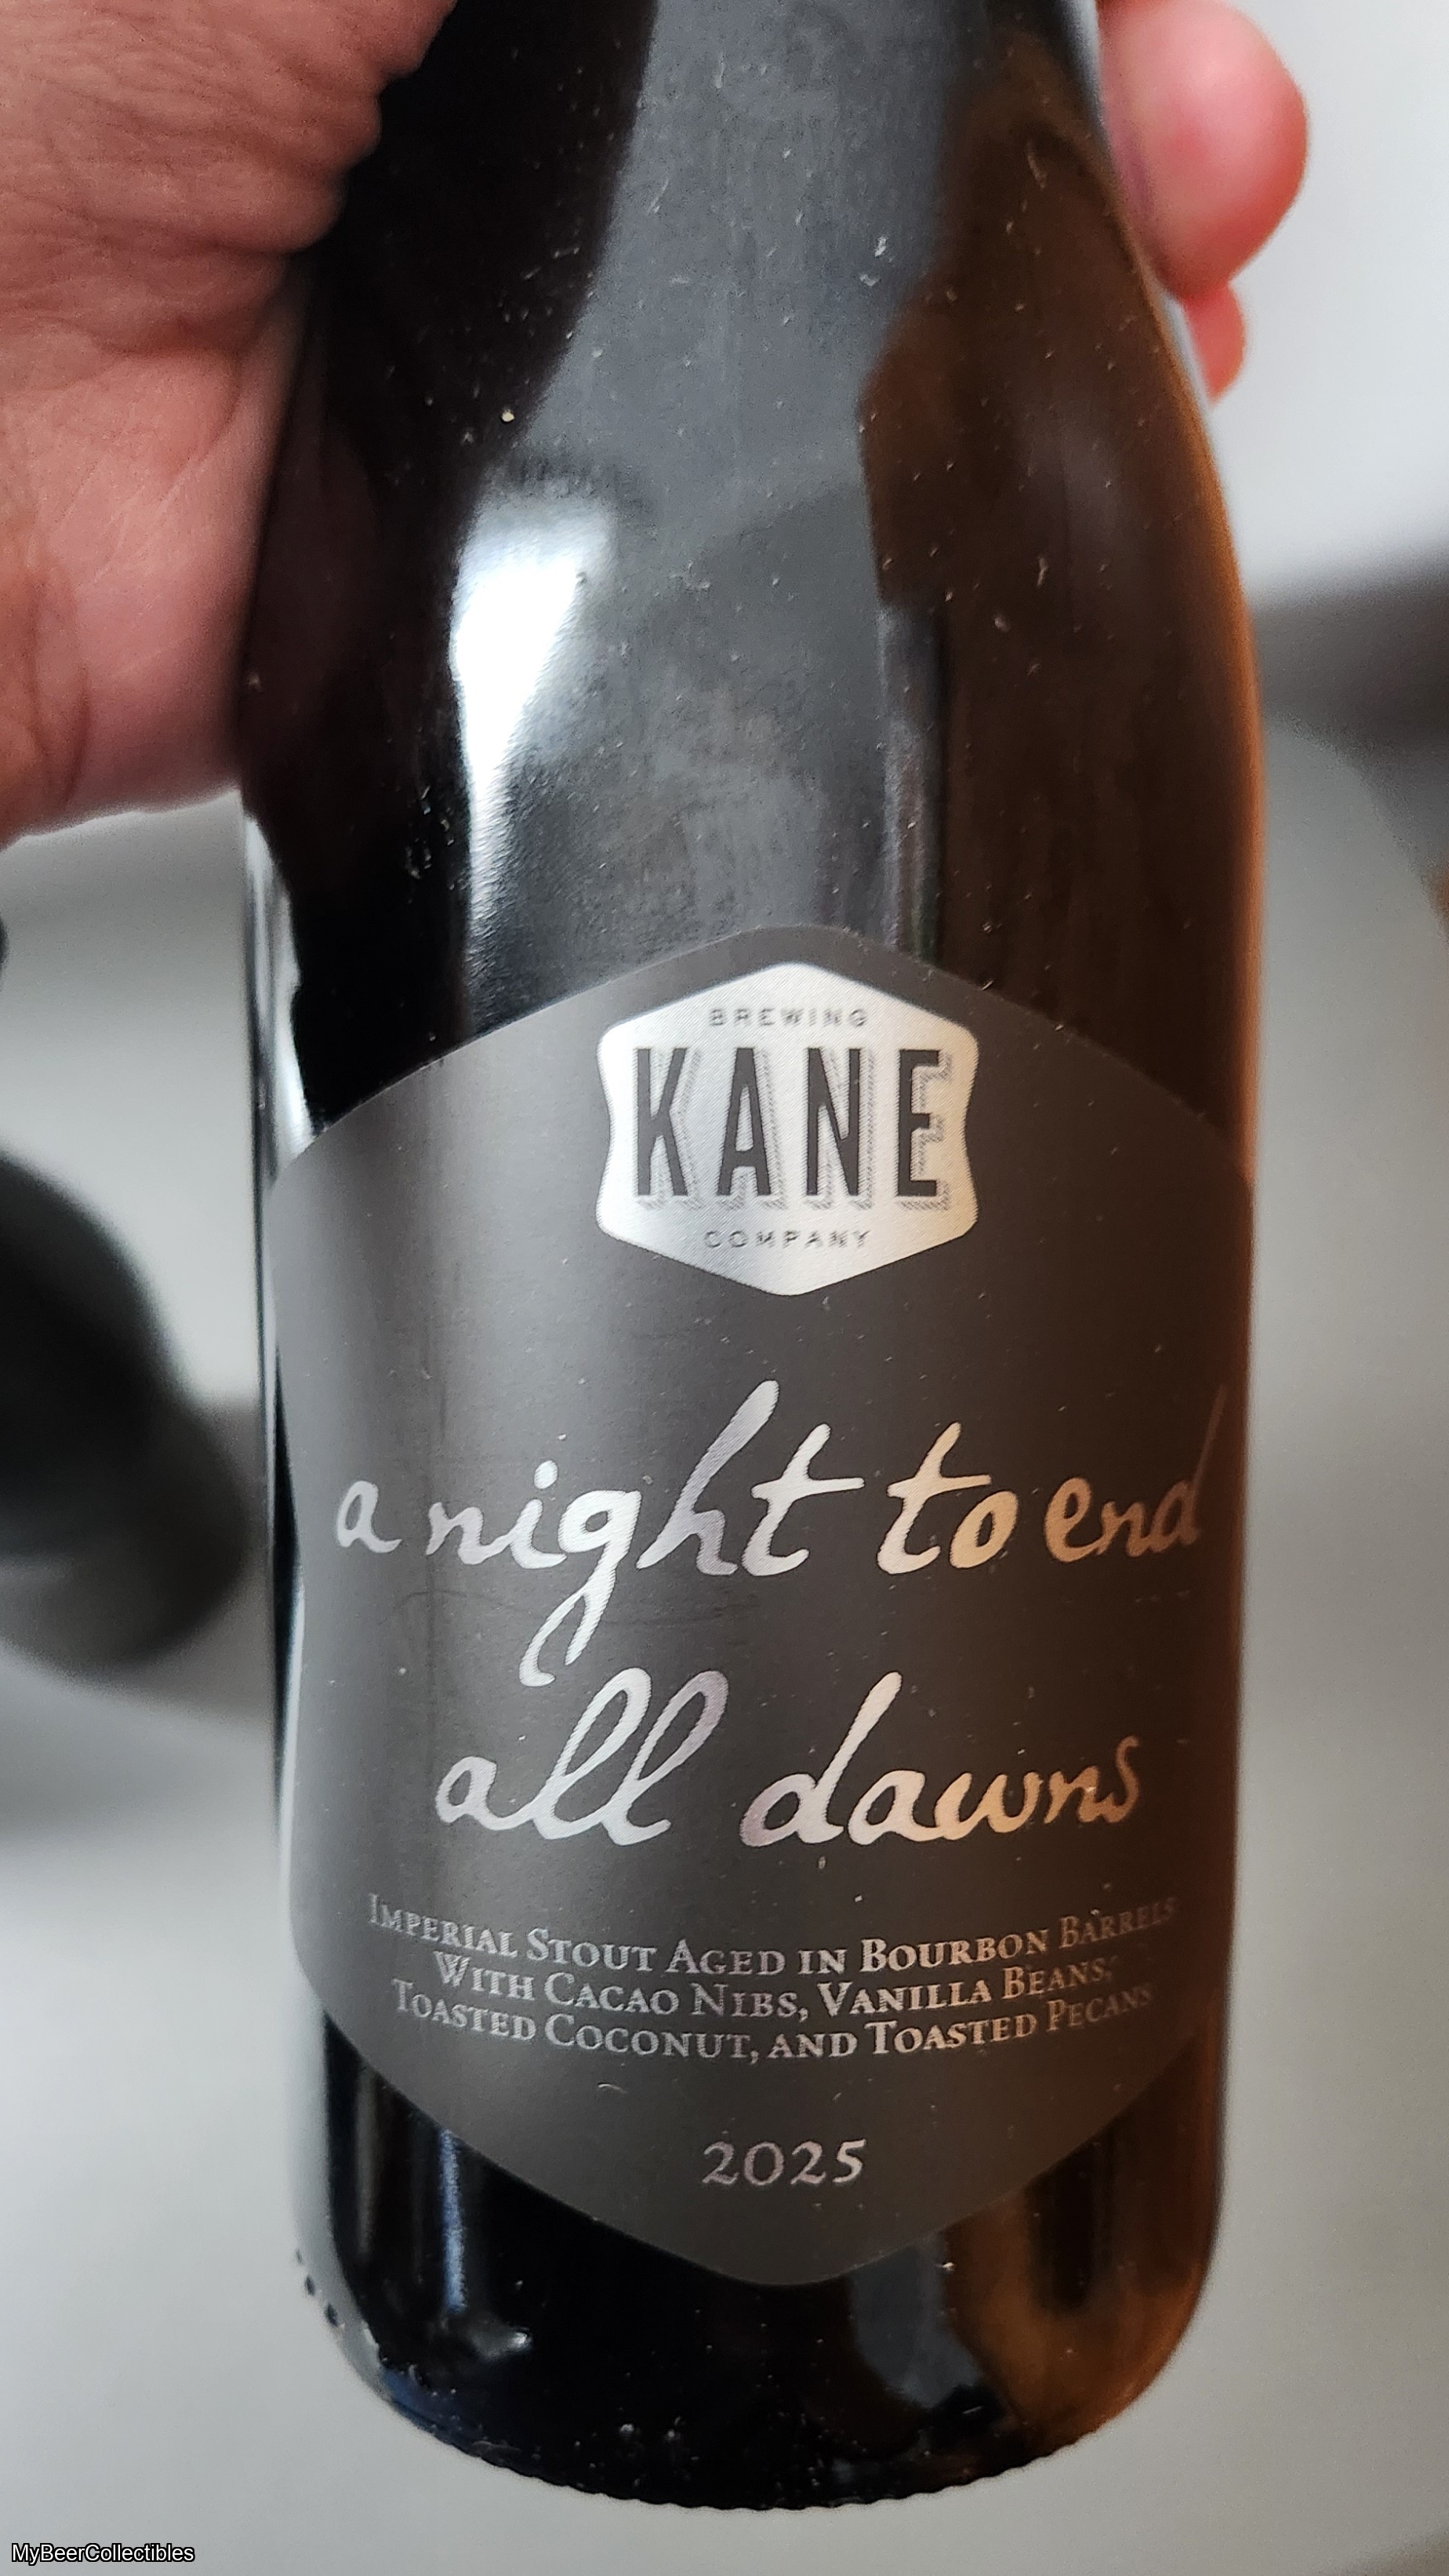 BREWING
KANE
COMPANY
a night to end
all dawns
IMPERIAL STOUT AGED IN BOURBON BARRELS
WITH CACAO NIBS, VANILLA BEANS,
TOASTED COCONUT, AND TOASTED PECANS
2025
MyBeerCollectibles